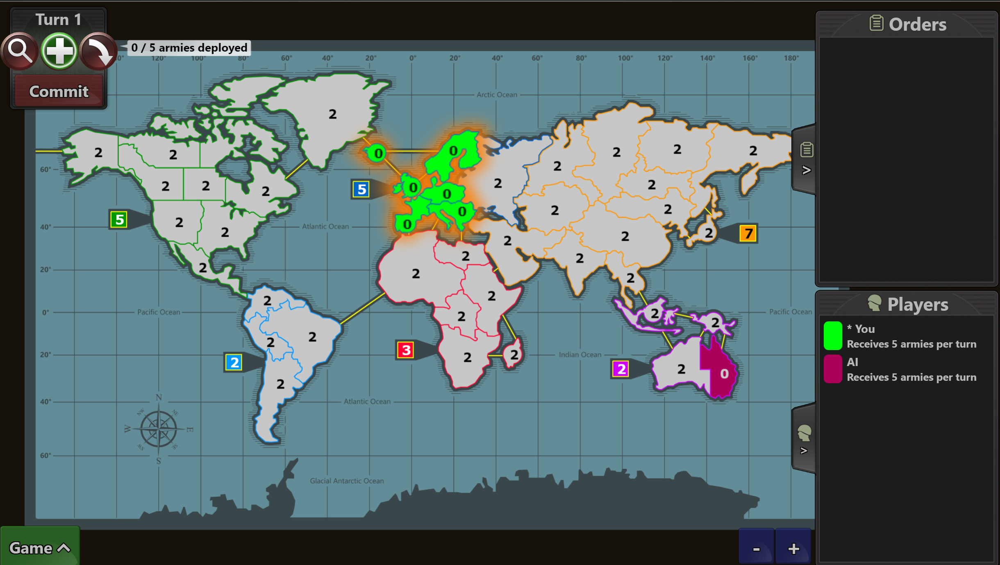 Turn 1
0 / 5 armies deployed
Commit
120° 100° 80° 60° 40° 20° 0° 20° 40° 60° 80° 100° 120° 140° 160° 180°
Arctic Ocean
2
2 2 0 0 2 2 2 2
60°
2 2 2 5 0 0 2 2 2
5 2 2 0 0 2 2 2
40°
Atlantic Ocean
2 2 2 7
2 2 2
20°
2 2 2
2 2
0°
Pacific Ocean
2 2 2 2
Pacific Ocean
2 2
20°
2 3 2 2
Indian Ocean
2 2 2 0
40°
Atlantic Ocean
N
NW NE
W E
SW SE
S
60°
Glacial Antarctic Ocean
Game
- +
Orders
>
Players
* You
Receives 5 armies per turn
AI
Receives 5 armies per turn
>